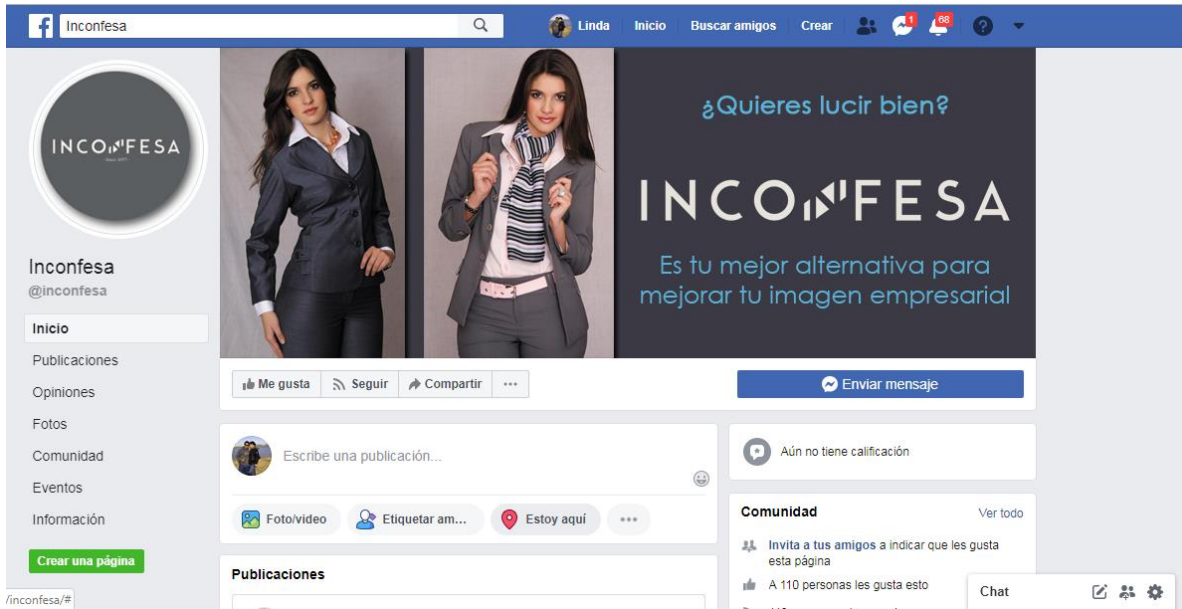 Inconfesa
Linda
Inicio
Buscar amigos
Crear
1
68
INCONFESA
¿Quieres lucir bien?
INCONFESA
Es tu mejor alternativa para
mejorar tu imagen empresarial
Inconfesa
@inconfesa
Inicio
Publicaciones
Opiniones
Fotos
Comunidad
Eventos
Información
Crear una página
/inconfesa/#
Me gusta
Seguir
Compartir
Enviar mensaje
Escribe una publicación...
Foto/video
Etiquetar am...
Estoy aquí
Publicaciones
Aún no tiene calificación
Comunidad
Ver todo
Invita a tus amigos a indicar que les gusta
esta página
A 110 personas les gusta esto
Chat